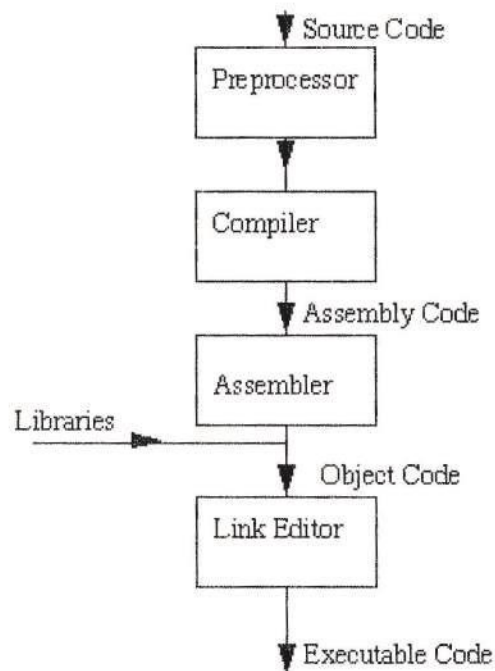 Source Code
Preprocessor
Compiler
Assembly Code
Assembler
Libraries
Object Code
Link Editor
Executable Code